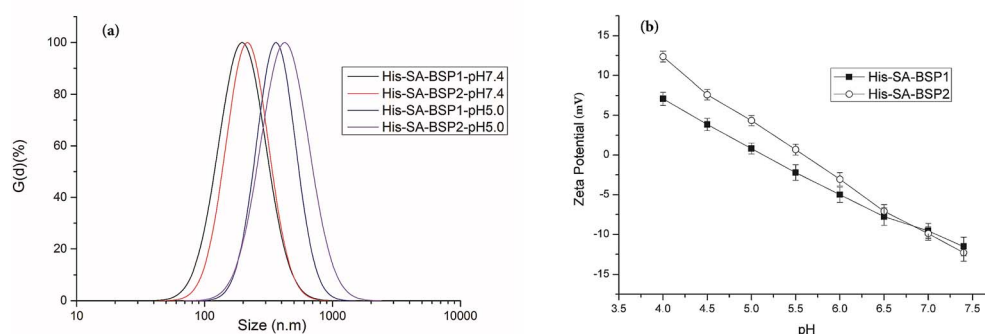 (a)
100
80
60
40
20
0
G(d)(%)
10
100
1000
10000
Size (n.m)
His-SA-BSP1-pH7.4
His-SA-BSP2-pH7.4
His-SA-BSP1-pH5.0
His-SA-BSP2-pH5.0
(b)
15
10
5
0
-5
-10
-15
Zeta Potential (mV)
3.5
4.0
4.5
5.0
5.5
6.0
6.5
7.0
7.5
pH
His-SA-BSP1
His-SA-BSP2